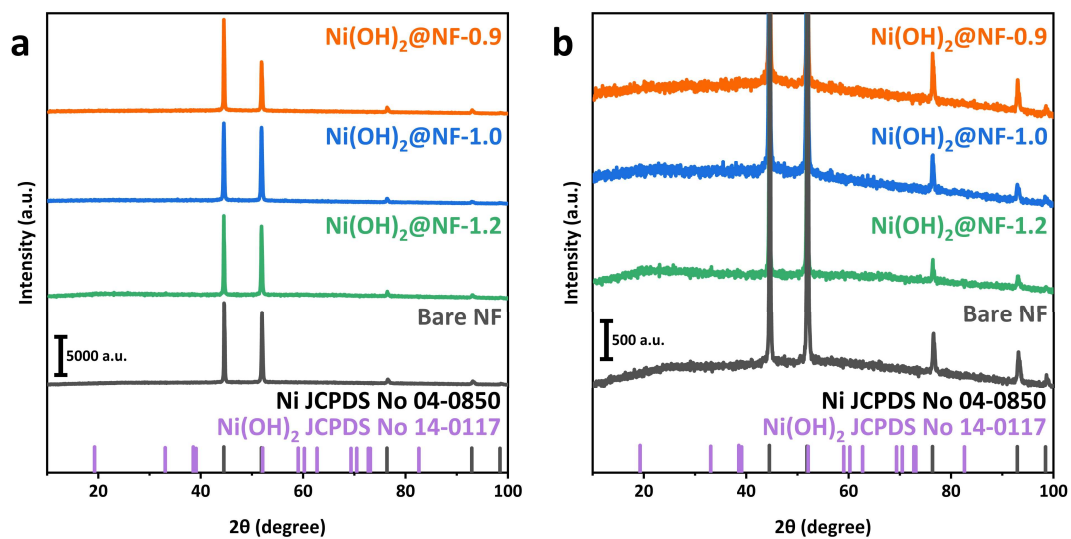 a
Ni(OH)₂@NF-0.9
Ni(OH)₂@NF-1.0
Ni(OH)₂@NF-1.2
Bare NF
5000 a.u.
Ni JCPDS No 04-0850
Ni(OH)₂ JCPDS No 14-0117
Intensity (a.u.)
20 40 60 80 100
2θ (degree)
b
Ni(OH)₂@NF-0.9
Ni(OH)₂@NF-1.0
Ni(OH)₂@NF-1.2
Bare NF
500 a.u.
Ni JCPDS No 04-0850
Ni(OH)₂ JCPDS No 14-0117
Intensity (a.u.)
20 40 60 80 100
2θ (degree)